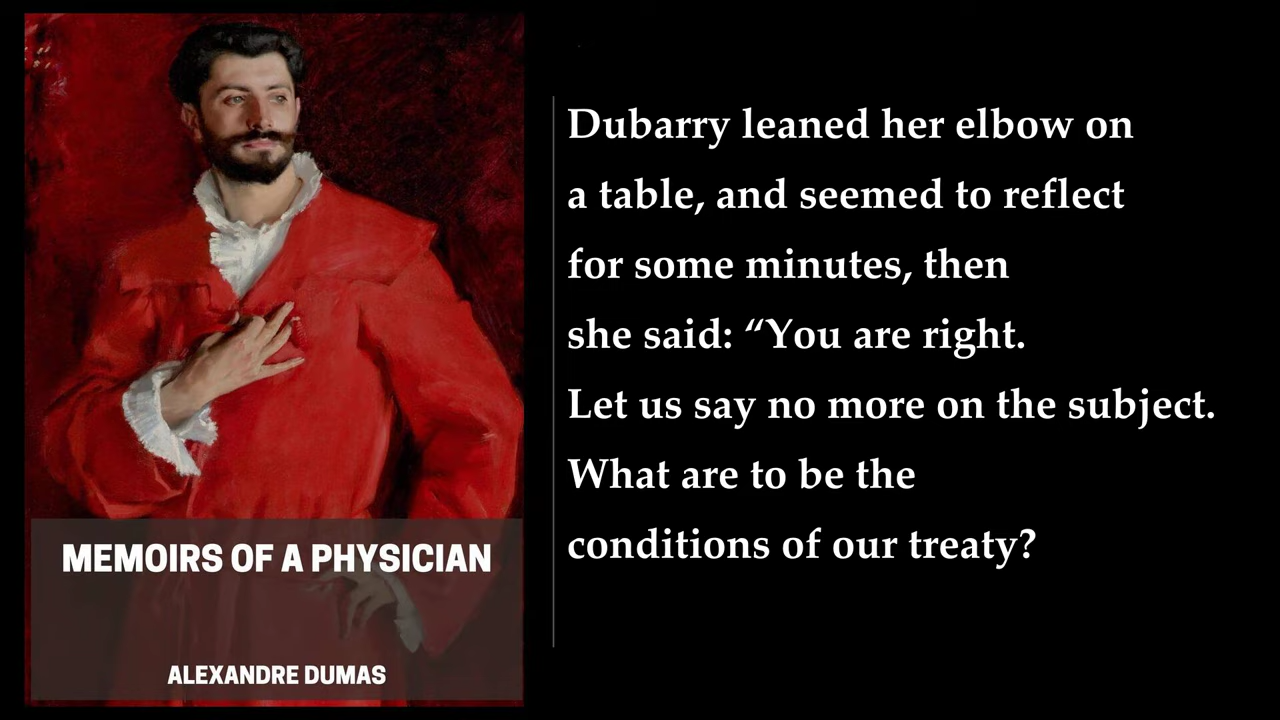 MEMOIRS OF A PHYSICIAN
ALEXANDRE DUMAS
Dubarry leaned her elbow on
a table, and seemed to reflect
for some minutes, then
she said: “You are right.
Let us say no more on the subject.
What are to be the
conditions of our treaty?